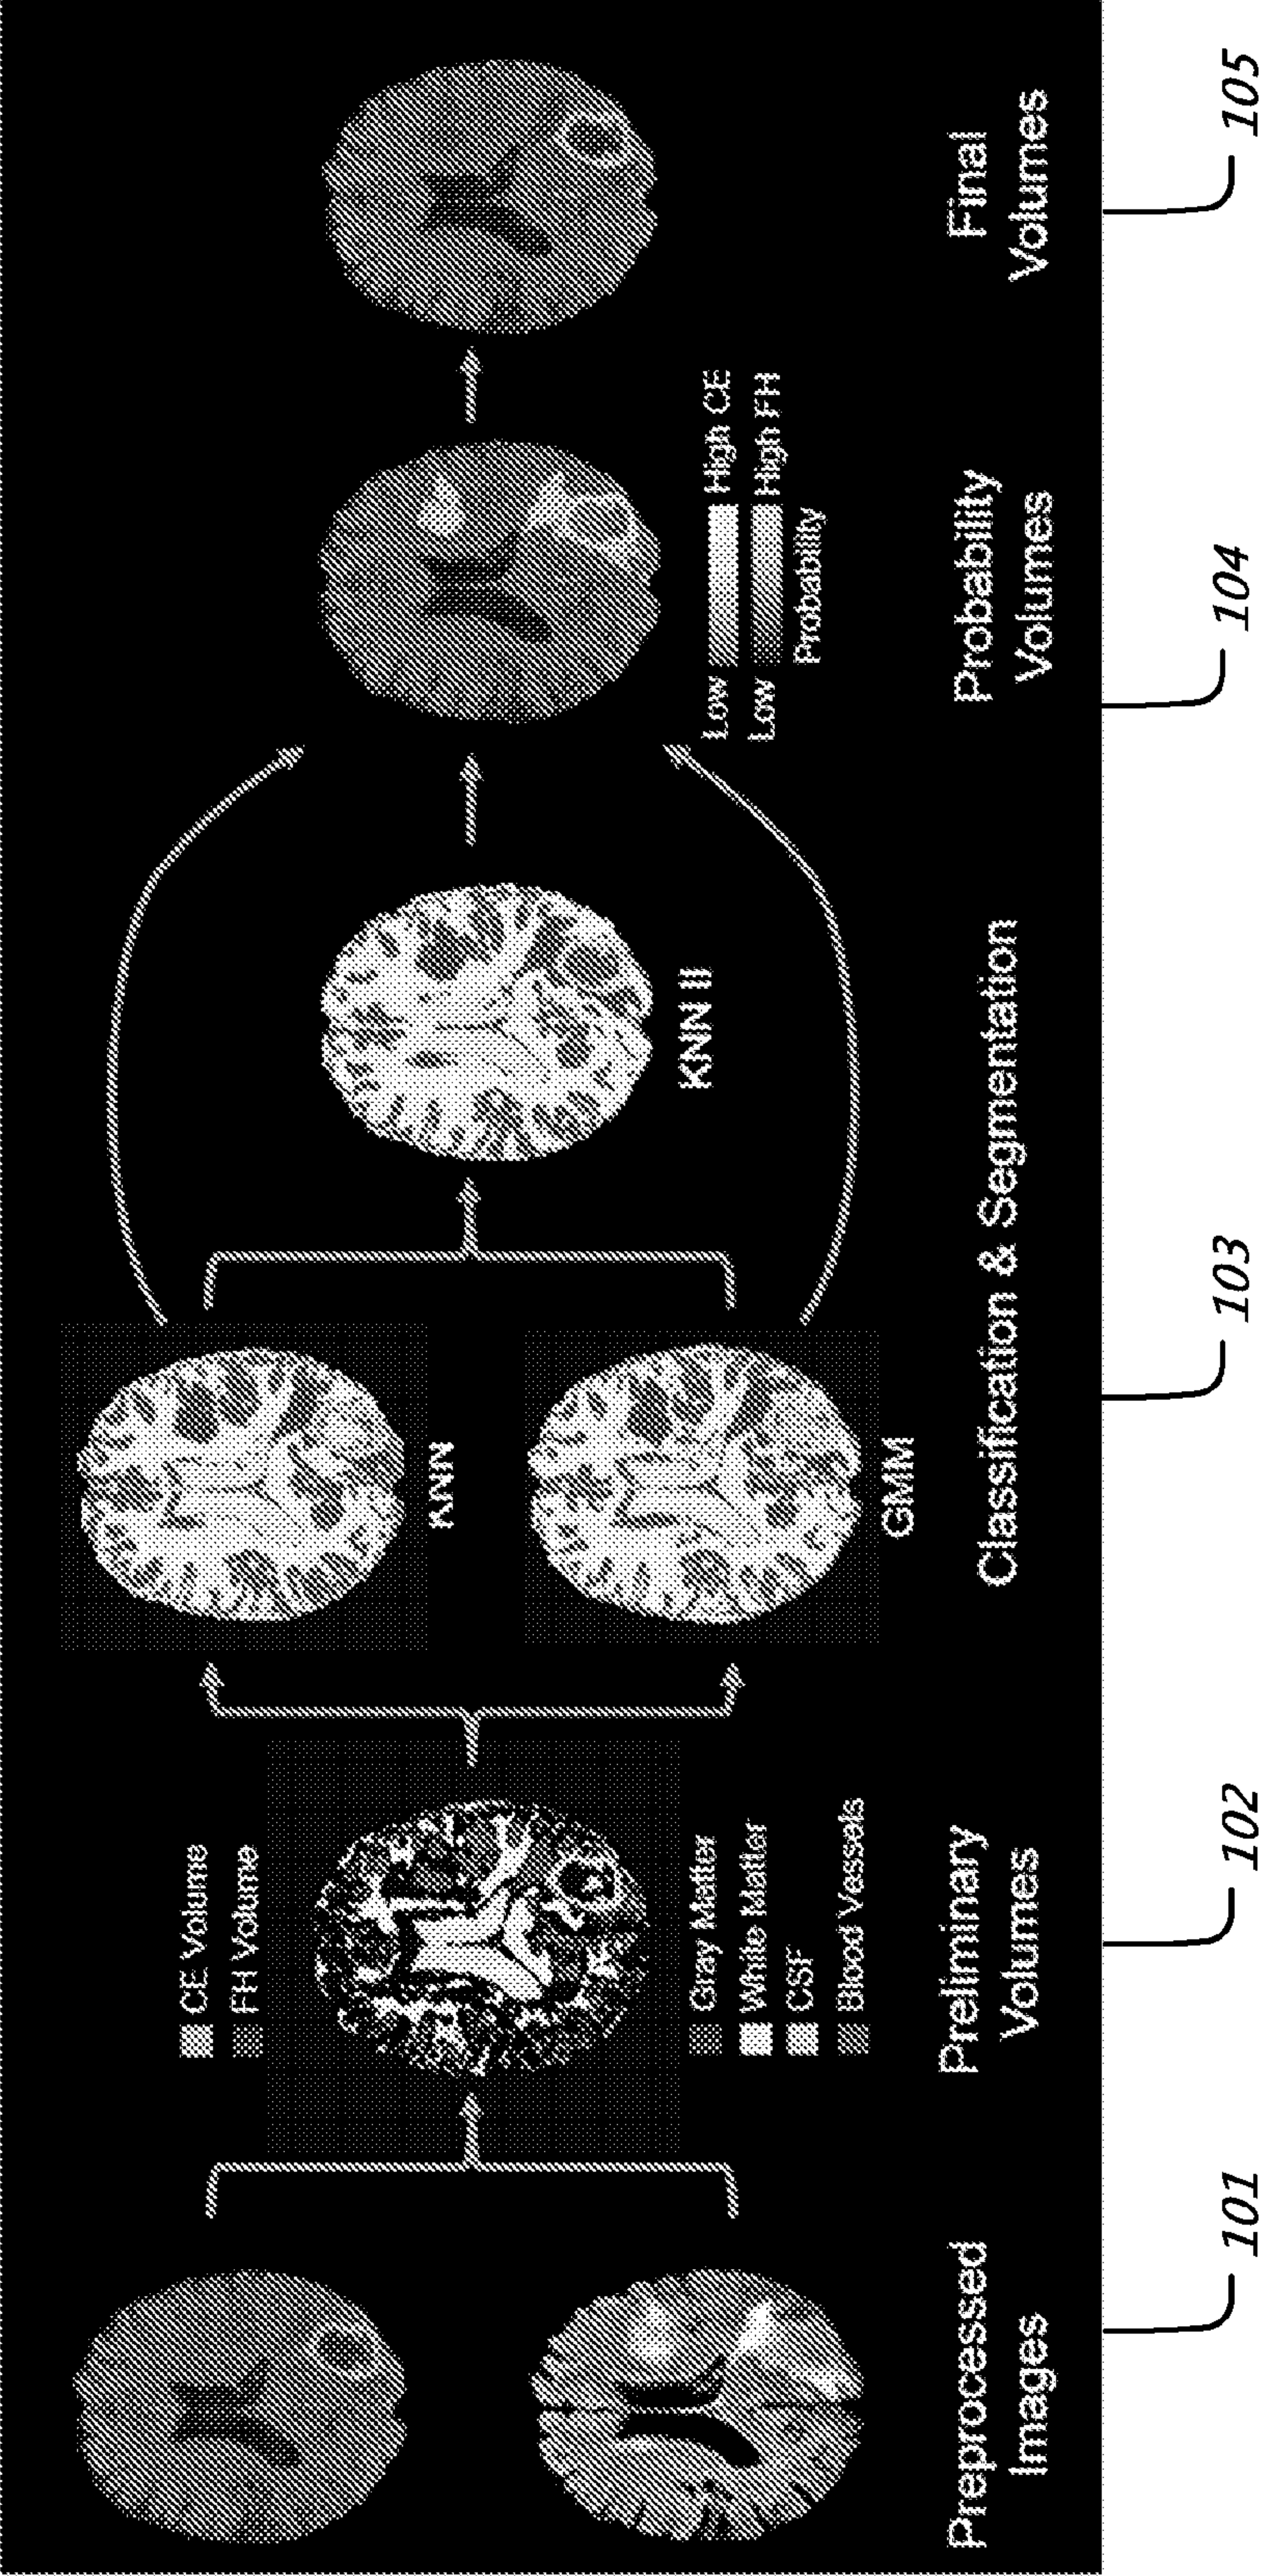 CE Volume
FH Volume
KNN
GMM
KNN II
Gray Matter
White Matter
CSF
Blood Vessels
Low High CE
Low High FH
Probability
Preprocessed
Images
Preliminary
Volumes
Classification & Segmentation
Probability
Volumes
Final
Volumes
101
102
103
104
105